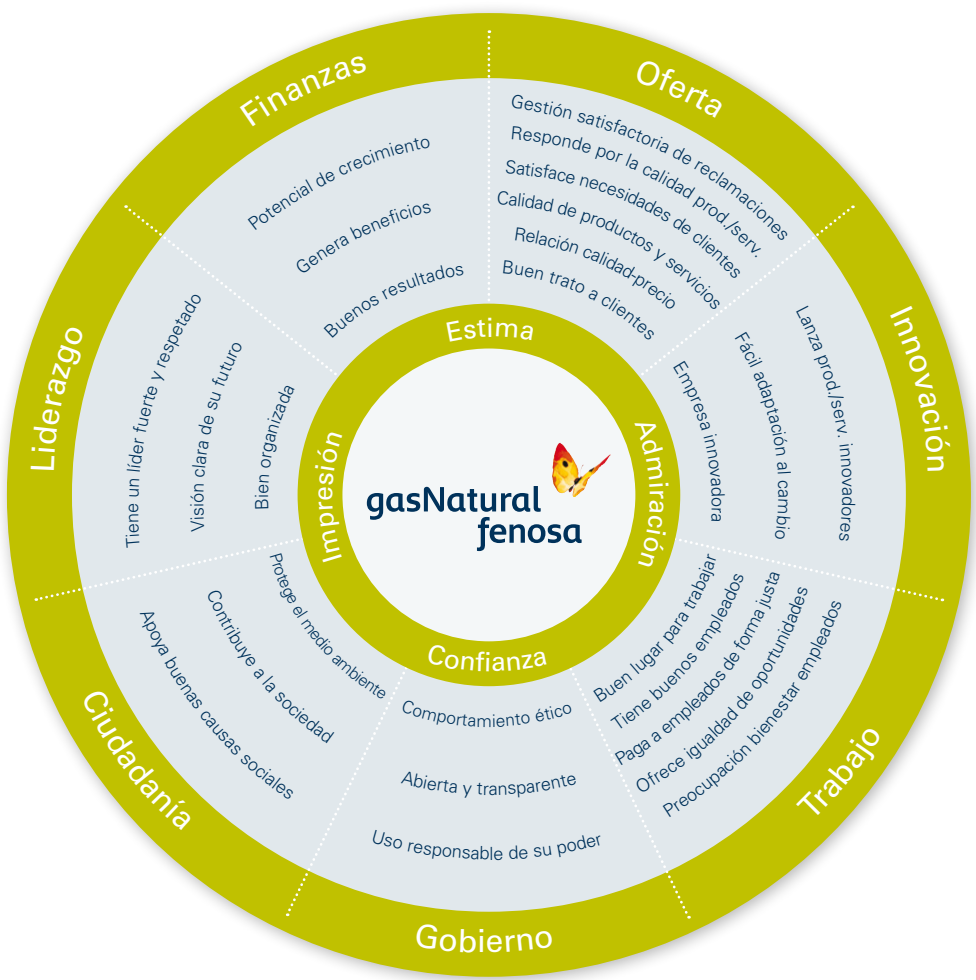 Finanzas
Potencial de crecimiento
Genera beneficios
Buenos resultados
Oferta
Gestión satisfactoria de reclamaciones
Responde por la calidad prod./serv.
Satisface necesidades de clientes
Calidad de productos y servicios
Relación calidad-precio
Buen trato a clientes
Innovación
Lanza prod./serv. innovadores
Fácil adaptación al cambio
Empresa innovadora
Trabajo
Buen lugar para trabajar
Tiene buenos empleados
Paga a empleados de forma justa
Ofrece igualdad de oportunidades
Preocupación bienestar empleados
Gobierno
Comportamiento ético
Abierta y transparente
Uso responsable de su poder
Ciudadanía
Protege el medio ambiente
Contribuye a la sociedad
Apoya buenas causas sociales
Liderazgo
Tiene un líder fuerte y respetado
Visión clara de su futuro
Bien organizada
Estima
Admiración
Confianza
Impresión
gasNatural
fenosa